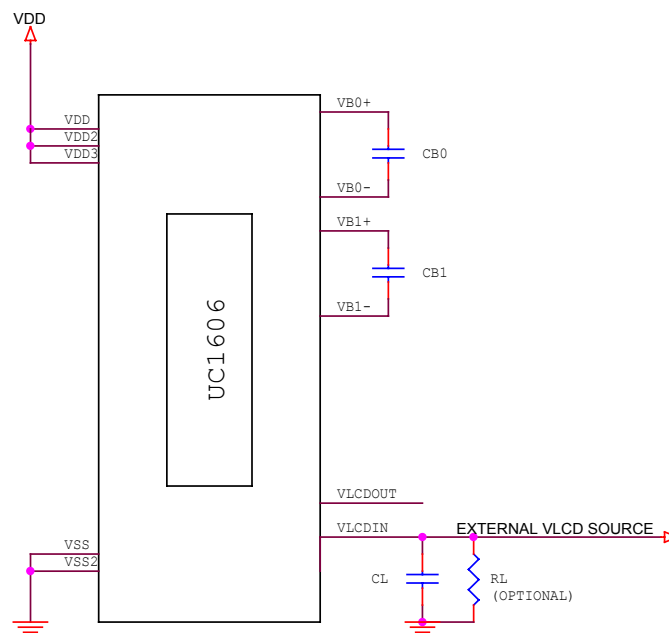 VDD
VDD
VDD2
VDD3
VB0+
CB0
VB0-
VB1+
CB1
VB1-
UC1606
VLCDOUT
VLCDIN
EXTERNAL VLCD SOURCE
VSS
VSS2
CL
RL
(OPTIONAL)